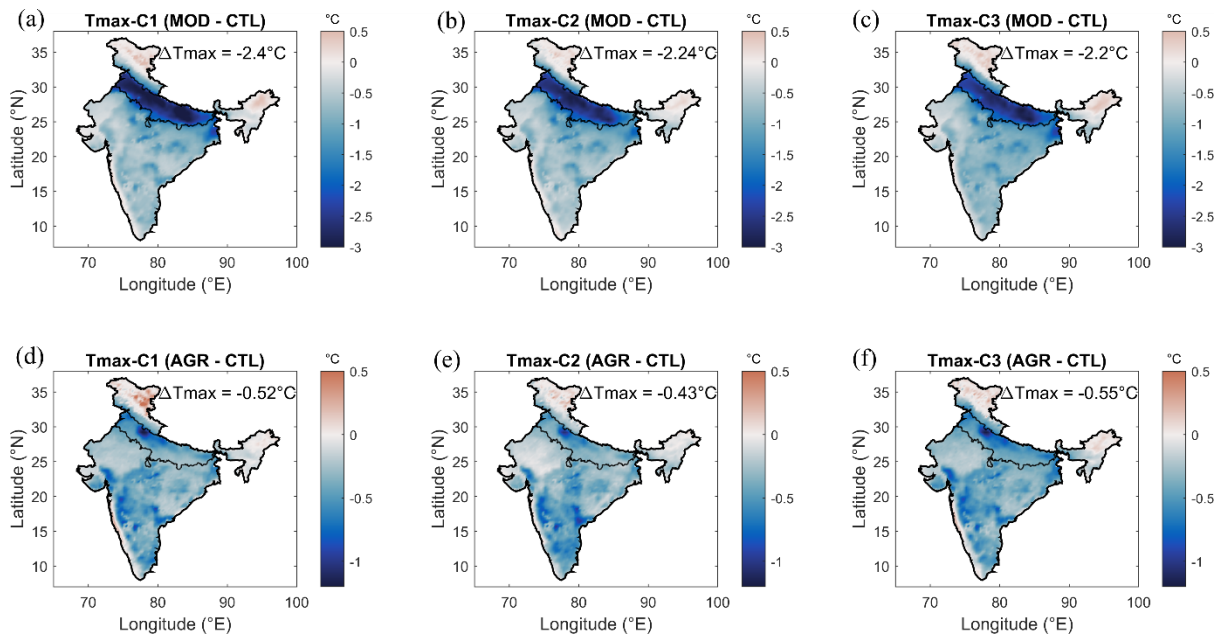 (a)
Tmax-C1 (MOD - CTL)
°C
ΔTmax = -2.4°C
35
30
25
20
15
10
Latitude (°N)
70 80 90 100
Longitude (°E)
0.5
0
-0.5
-1
-1.5
-2
-2.5
-3
(b)
Tmax-C2 (MOD - CTL)
°C
ΔTmax = -2.24°C
35
30
25
20
15
10
Latitude (°N)
70 80 90 100
Longitude (°E)
0.5
0
-0.5
-1
-1.5
-2
-2.5
-3
(c)
Tmax-C3 (MOD - CTL)
°C
ΔTmax = -2.2°C
35
30
25
20
15
10
Latitude (°N)
70 80 90 100
Longitude (°E)
0.5
0
-0.5
-1
-1.5
-2
-2.5
-3
(d)
Tmax-C1 (AGR - CTL)
°C
ΔTmax = -0.52°C
35
30
25
20
15
10
Latitude (°N)
70 80 90 100
Longitude (°E)
0.5
0
-0.5
-1
(e)
Tmax-C2 (AGR - CTL)
°C
ΔTmax = -0.43°C
35
30
25
20
15
10
Latitude (°N)
70 80 90 100
Longitude (°E)
0.5
0
-0.5
-1
(f)
Tmax-C3 (AGR - CTL)
°C
ΔTmax = -0.55°C
35
30
25
20
15
10
Latitude (°N)
70 80 90 100
Longitude (°E)
0.5
0
-0.5
-1